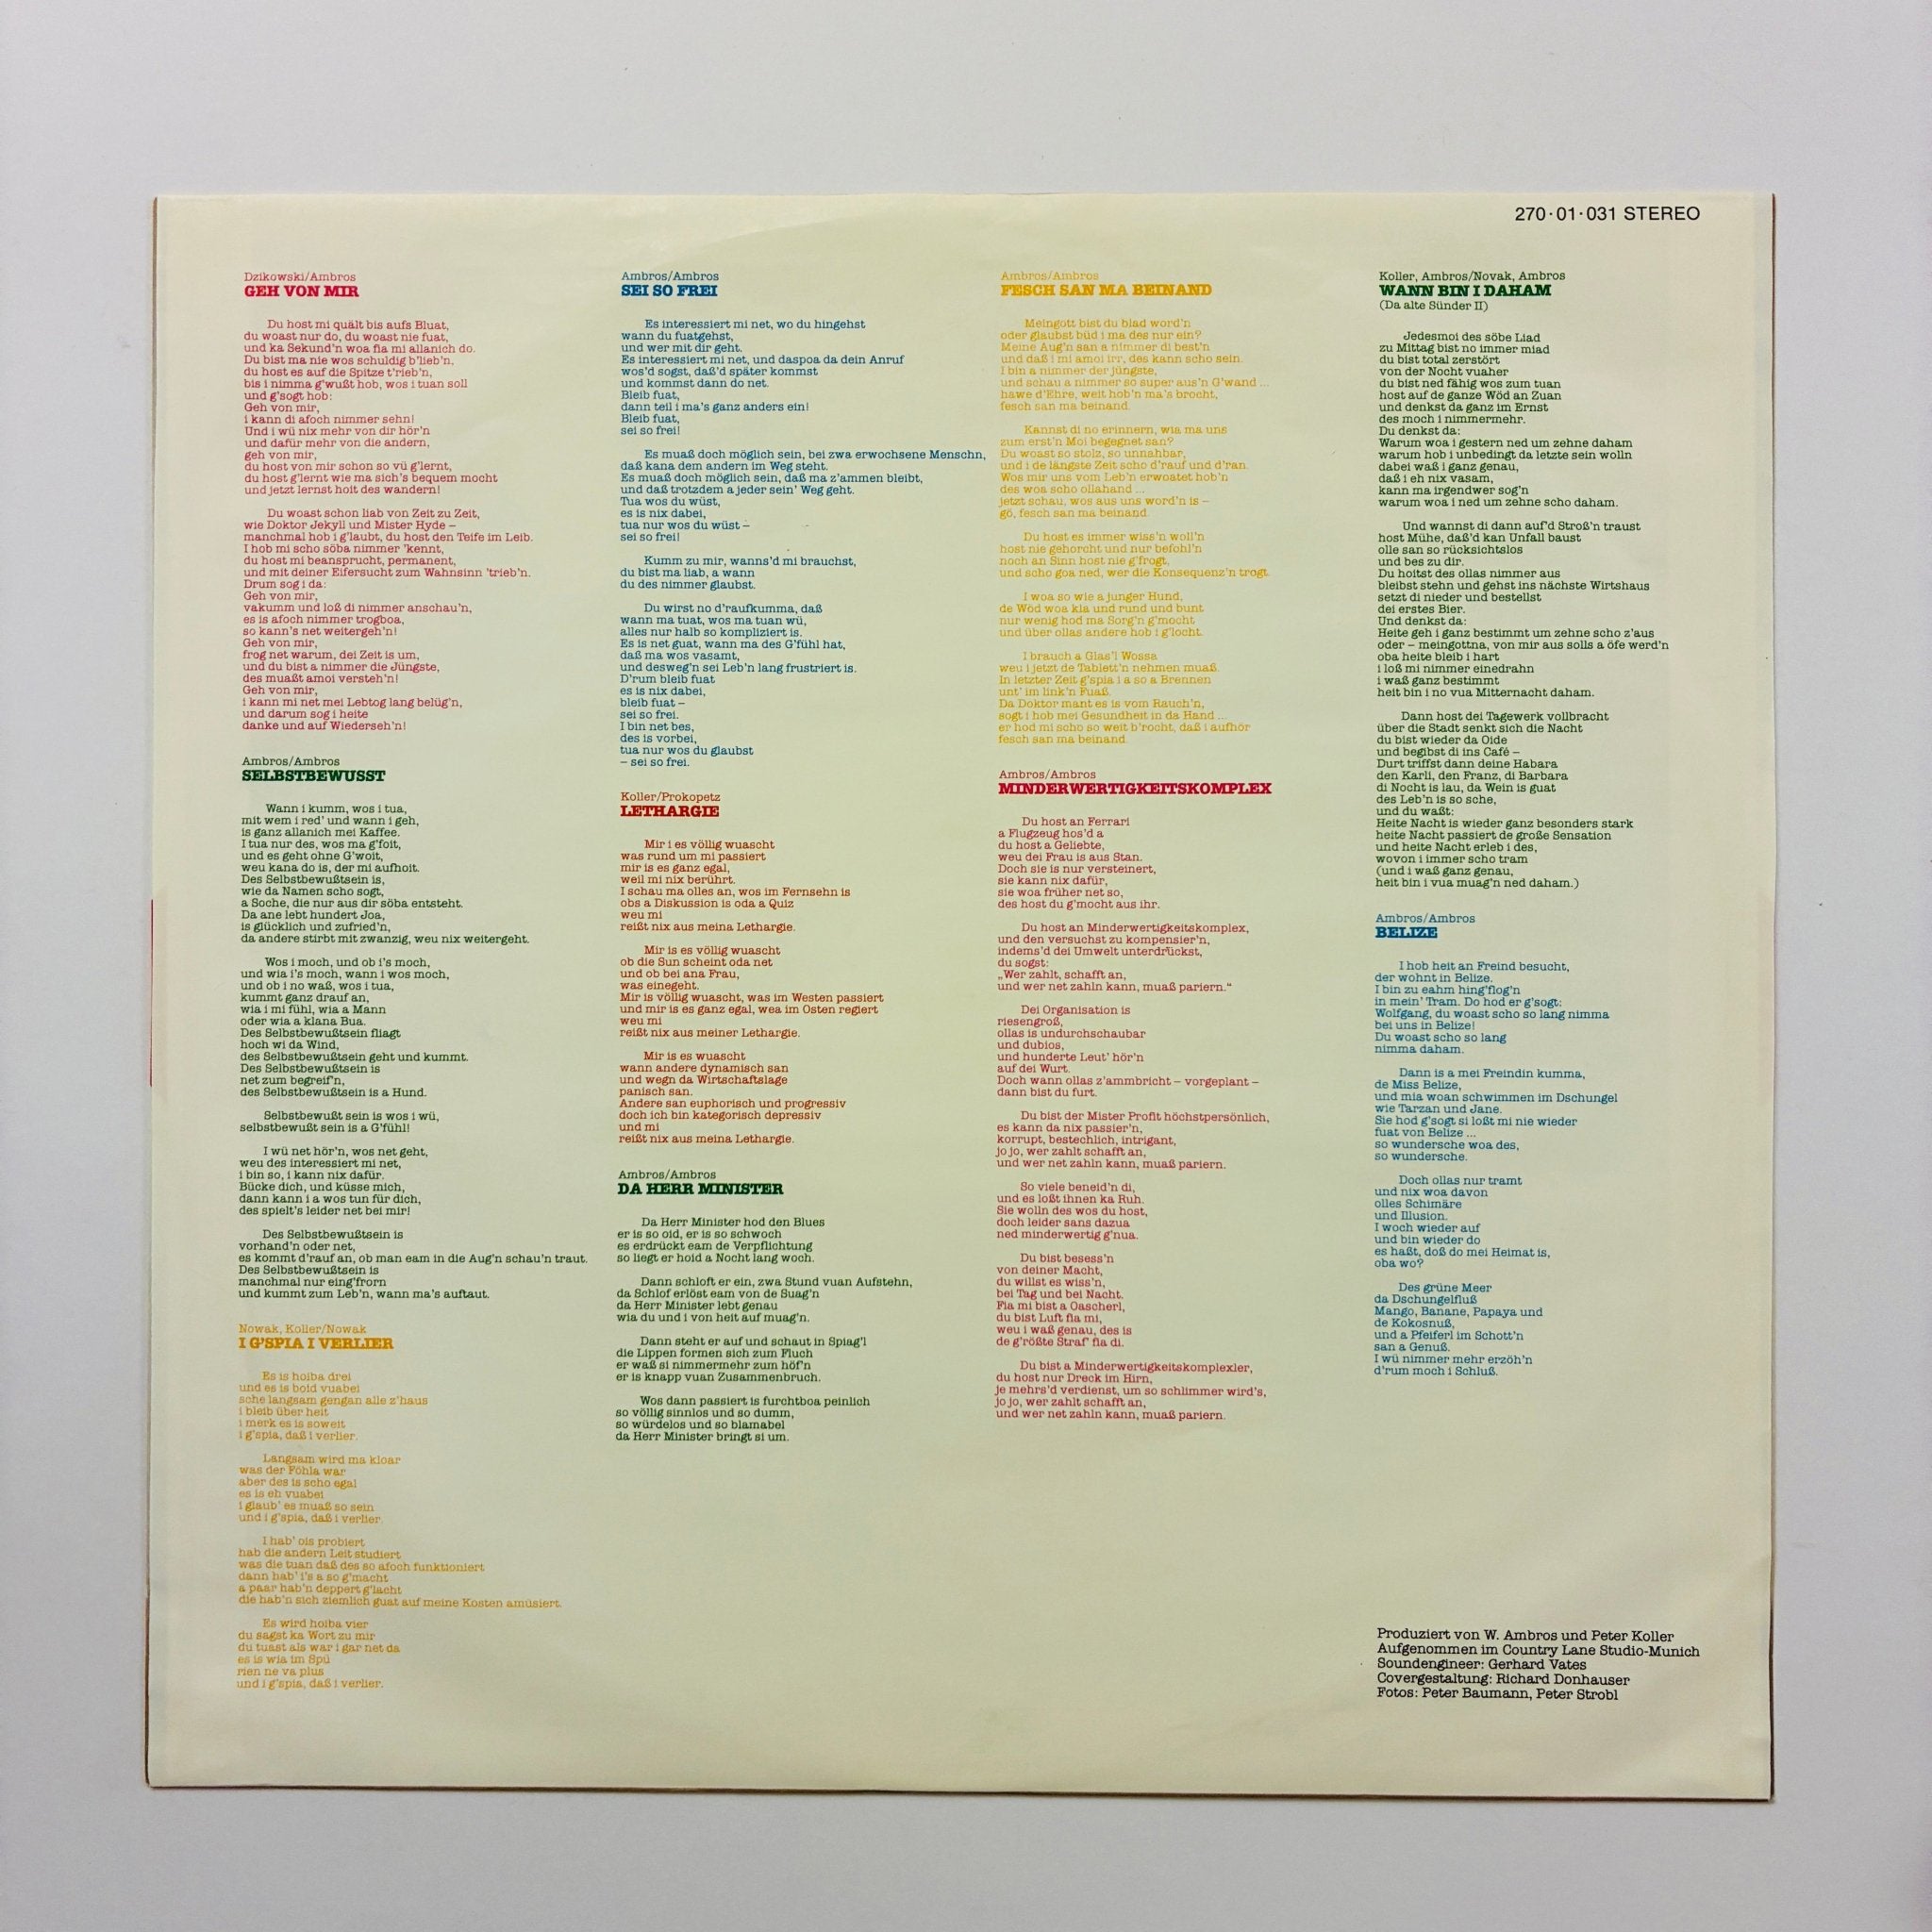 270·01·031 STEREO
Dzikowski/Ambros
GEH VON MIR
Du host mi quält bis aufs Bluat,
du woast nur do, du woast nie fuat,
und ka Sekund'n woa fia mi allanich do.
Du bist ma nie wos schuldig b'lieb'n,
du host es auf die Spitze t'rieb'n,
bis i nimma g'wußt hob, wos i tuan soll
und g'sogt hob:
Geh von mir,
i kann di afoch nimmer sehn!
Und i wü nix mehr von dir hör'n
und dafür mehr von die andern,
geh von mir,
du host von mir schon so vü g'lernt,
du host g'lernt wie ma sich's bequem mocht
und jetzt lernst hoit des wandern!
Du woast schon liab von Zeit zu Zeit,
wie Doktor Jekyll und Mister Hyde –
manchmal hob i g'laubt, du host den Teife im Leib.
I hob mi scho söba nimmer 'kennt,
du host mi beansprucht, permanent,
und mit deiner Eifersucht zum Wahnsinn 'trieb'n.
Drum sog i da:
Geh von mir,
vakumm und loß di nimmer anschau'n,
es is afoch nimmer trogboa,
so kann's net weitergeh'n!
Geh von mir,
frog net warum, dei Zeit is um,
und du bist a nimmer die Jüngste,
des muaßt amoi versteh'n!
Geh von mir,
i kann mi net mei Lebtog lang belüg'n,
und darum sog i heite
danke und auf Wiederseh'n!
Ambros/Ambros
SELBSTBEWUSST
Wann i kumm, wos i tua,
mit wem i red' und wann i geh,
is ganz allanich mei Kaffee.
I tua nur des, wos ma g'foit,
und es geht ohne G'woit,
weu kana do is, der mi aufhoit.
Des Selbstbewußtsein is,
wie da Namen scho sogt,
a Soche, die nur aus dir söba entsteht.
Da ane lebt hundert Joa,
is glücklich und zufried'n,
da andere stirbt mit zwanzig, weu nix weitergeht.
Wos i moch, und ob i's moch,
und wia i's moch, wann i wos moch,
und ob i no waß, wos i tua,
kummt ganz drauf an,
wia i mi fühl, wia a Mann
oder wia a klana Bua.
Des Selbstbewußtsein fliagt
hoch wi da Wind,
des Selbstbewußtsein geht und kummt.
Des Selbstbewußtsein is
net zum begreif'n,
des Selbstbewußtsein is a Hund.
Selbstbewußt sein is wos i wü,
selbstbewußt sein is a G'fühl!
I wü net hör'n, wos net geht,
weu des interessiert mi net,
i bin so, i kann nix dafür.
Bücke dich, und küsse mich,
dann kann i a wos tun für dich,
des spielt's leider net bei mir!
Des Selbstbewußtsein is
vorhand'n oder net,
es kommt d'rauf an, ob man eam in die Aug'n schau'n traut.
Des Selbstbewußtsein is
manchmal nur eing'frorn
und kummt zum Leb'n, wann ma's auftaut.
Nowak, Koller/Nowak
I G'SPIA I VERLIER
Es is hoiba drei
und es is boid vuabei
sche langsam gengan alle z'haus
i bleib über heit
i merk es is soweit
i g'spia, daß i verlier.
Langsam wird ma kloar
was der Föhla war
aber des is scho egal
es is eh vuabei
i glaub' es muaß so sein
und i g'spia, daß i verlier.
I hab' ois probiert
hab die andern Leit studiert
was die tuan daß des so afoch funktioniert
dann hab' i's a so g'macht
a paar hab'n deppert g'lacht
die hab'n sich ziemlich guat auf meine Kosten amüsiert.
Es wird hoiba vier
du sagst ka Wort zu mir
du tuast als war i gar net da
es is wia im Spü
rien ne va plus
und i g'spia, daß i verlier.
Ambros/Ambros
SEI SO FREI
Es interessiert mi net, wo du hingehst
wann du fuatgehst,
und wer mit dir geht.
Es interessiert mi net, und daspoa da dein Anruf
wos'd sogst, daß'd später kommst
und kommst dann do net.
Bleib fuat,
dann teil i ma's ganz anders ein!
Bleib fuat,
sei so frei!
Es muaß doch möglich sein, bei zwa erwochsene Menschn,
daß kana dem andern im Weg steht.
Es muaß doch möglich sein, daß ma z'ammen bleibt,
und daß trotzdem a jeder sein' Weg geht.
Tua wos du wüst,
es is nix dabei,
tua nur wos du wüst –
sei so frei!
Kumm zu mir, wanns'd mi brauchst,
du bist ma liab, a wann
du des nimmer glaubst.
Du wirst no d'raufkumma, daß
wann ma tuat, wos ma tuan wü,
alles nur halb so kompliziert is.
Es is net guat, wann ma des G'fühl hat,
daß ma wos vasamt,
und desweg'n sei Leb'n lang frustriert is.
D'rum bleib fuat
es is nix dabei,
bleib fuat –
sei so frei.
I bin net bes,
des is vorbei,
tua nur wos du glaubst
– sei so frei.
Koller/Prokopetz
LETHARGIE
Mir i es völlig wuascht
was rund um mi passiert
mir is es ganz egal,
weil mi nix berührt.
I schau ma olles an, wos im Fernsehn is
obs a Diskussion is oda a Quiz
weu mi
reißt nix aus meina Lethargie.
Mir is es völlig wuascht
ob die Sun scheint oda net
und ob bei ana Frau,
was einegeht.
Mir is völlig wuascht, was im Westen passiert
und mir is es ganz egal, wea im Osten regiert
weu mi
reißt nix aus meiner Lethargie.
Mir is es wuascht
wann andere dynamisch san
und wegn da Wirtschaftslage
panisch san.
Andere san euphorisch und progressiv
doch ich bin kategorisch depressiv
und mi
reißt nix aus meina Lethargie.
Ambros/Ambros
DA HERR MINISTER
Da Herr Minister hod den Blues
er is so oid, er is so schwoch
es erdrückt eam de Verpflichtung
so liegt er hoid a Nocht lang woch.
Dann schloft er ein, zwa Stund vuan Aufstehn,
da Schlof erlöst eam von de Suag'n
da Herr Minister lebt genau
wia du und i von heit auf muag'n.
Dann steht er auf und schaut in Spiag'l
die Lippen formen sich zum Fluch
er waß si nimmermehr zum höf'n
er is knapp vuan Zusammenbruch.
Wos dann passiert is furchtboa peinlich
so völlig sinnlos und so dumm,
so würdelos und so blamabel
da Herr Minister bringt si um.
Ambros/Ambros
FESCH SAN MA BEINAND
Meingott bist du blad word'n
oder glaubst büd i ma des nur ein?
Meine Aug'n san a nimmer di best'n
und daß i mi amoi irr, des kann scho sein.
I bin a nimmer der jüngste,
und schau a nimmer so super aus'n G'wand ...
hawe d'Ehre, weit hob'n ma's brocht,
fesch san ma beinand.
Kannst di no erinnern, wia ma uns
zum erst'n Moi begegnet san?
Du woast so stolz, so unnahbar,
und i de längste Zeit scho d'rauf und d'ran.
Wos mir uns vom Leb'n erwoatet hob'n
des woa scho ollahand ...
jetzt schau, wos aus uns word'n is –
gö, fesch san ma beinand.
Du host es immer wiss'n woll'n
host nie gehorcht und nur befohl'n
noch an Sinn host nie g'frogt,
und scho goa ned, wer die Konsequenz'n trogt.
I woa so wie a junger Hund,
de Wöd woa kla und rund und bunt
nur wenig hod ma Sorg'n g'mocht
und über ollas andere hob i g'locht.
I brauch a Glas'l Wossa
weu i jetzt de Tablett'n nehmen muaß.
In letzter Zeit g'spia i a so a Brennen
unt' im link'n Fuaß.
Da Doktor mant es is vom Rauch'n,
sogt i hob mei Gesundheit in da Hand ...
er hod mi scho so weit b'rocht, daß i aufhör
fesch san ma beinand.
Ambros/Ambros
MINDERWERTIGKEITSKOMPLEX
Du host an Ferrari
a Flugzeug hos'd a
du host a Geliebte,
weu dei Frau is aus Stan.
Doch sie is nur versteinert,
sie kann nix dafür,
sie woa früher net so,
des host du g'mocht aus ihr.
Du host an Minderwertigkeitskomplex,
und den versuchst zu kompensier'n,
indems'd dei Umwelt unterdrückst,
du sogst:
„Wer zahlt, schafft an,
und wer net zahln kann, muaß pariern.“
Dei Organisation is
riesengroß,
ollas is undurchschaubar
und dubios,
und hunderte Leut' hör'n
auf dei Wurt.
Doch wann ollas z'ammbricht – vorgeplant –
dann bist du furt.
Du bist der Mister Profit höchstpersönlich,
es kann da nix passier'n,
korrupt, bestechlich, intrigant,
jo jo, wer zahlt schafft an,
und wer net zahln kann, muaß pariern.
So viele beneid'n di,
und es loßt ihnen ka Ruh.
Sie wolln des wos du host,
doch leider sans dazua
ned minderwertig g'nua.
Du bist besess'n
von deiner Macht,
du willst es wiss'n,
bei Tag und bei Nacht.
Fia mi bist a Oascherl,
du bist Luft fia mi,
weu i waß genau, des is
de g'rößte Straf' fia di.
Du bist a Minderwertigkeitskomplexler,
du host nur Dreck im Hirn,
je mehrs'd verdienst, um so schlimmer wird's,
jo jo, wer zahlt schafft an,
und wer net zahln kann, muaß pariern.
Koller, Ambros/Novak, Ambros
WANN BIN I DAHAM
(Da alte Sünder II)
Jedesmoi des söbe Liad
zu Mittag bist no immer miad
du bist total zerstört
von der Nocht vuaher
du bist ned fähig wos zum tuan
host auf de ganze Wöd an Zuan
und denkst da ganz im Ernst
des moch i nimmermehr.
Du denkst da:
Warum woa i gestern ned um zehne daham
warum hob i unbedingt da letzte sein wolln
dabei waß i ganz genau,
daß i eh nix vasam,
kann ma irgendwer sog'n
warum woa i ned um zehne scho daham.
Und wannst di dann auf'd Stroß'n traust
host Mühe, daß'd kan Unfall baust
olle san so rücksichtslos
und bes zu dir.
Du hoitst des ollas nimmer aus
bleibst stehn und gehst ins nächste Wirtshaus
setzt di nieder und bestellst
dei erstes Bier.
Und denkst da:
Heite geh i ganz bestimmt um zehne scho z'aus
oder – meingottna, von mir aus solls a öfe werd'n
oba heite bleib i hart
i loß mi nimmer einedrahn
i waß ganz bestimmt
heit bin i no vua Mitternacht daham.
Dann host dei Tagewerk vollbracht
über die Stadt senkt sich die Nacht
du bist wieder da Oide
und begibst di ins Café –
Durt triffst dann deine Habara
den Karli, den Franz, di Barbara
di Nocht is lau, da Wein is guat
des Leb'n is so sche,
und du waßt:
Heite Nacht is wieder ganz besonders stark
heite Nacht passiert de große Sensation
und heite Nacht erleb i des,
wovon i immer scho tram
(und i waß ganz genau,
heit bin i vua muag'n ned daham.)
Ambros/Ambros
BELIZE
I hob heit an Freind besucht,
der wohnt in Belize.
I bin zu eahm hing'flog'n
in mein' Tram. Do hod er g'sogt:
Wolfgang, du woast scho so lang nimma
bei uns in Belize!
Du woast scho so lang
nimma daham.
Dann is a mei Freindin kumma,
de Miss Belize,
und mia woan schwimmen im Dschungel
wie Tarzan und Jane.
Sie hod g'sogt si loßt mi nie wieder
fuat von Belize ...
so wundersche woa des,
so wundersche.
Doch ollas nur tramt
und nix woa davon
olles Schimäre
und Illusion.
I woch wieder auf
und bin wieder do
es haßt, doß do mei Heimat is,
oba wo?
Des grüne Meer
da Dschungelfluß
Mango, Banane, Papaya und
de Kokosnuß,
und a Pfeiferl im Schott'n
san a Genuß.
I wü nimmer mehr erzöh'n
d'rum moch i Schluß.
Produziert von W. Ambros und Peter Koller
Aufgenommen im Country Lane Studio-Munich
Soundengineer: Gerhard Vates
Covergestaltung: Richard Donhauser
Fotos: Peter Baumann, Peter Strobl